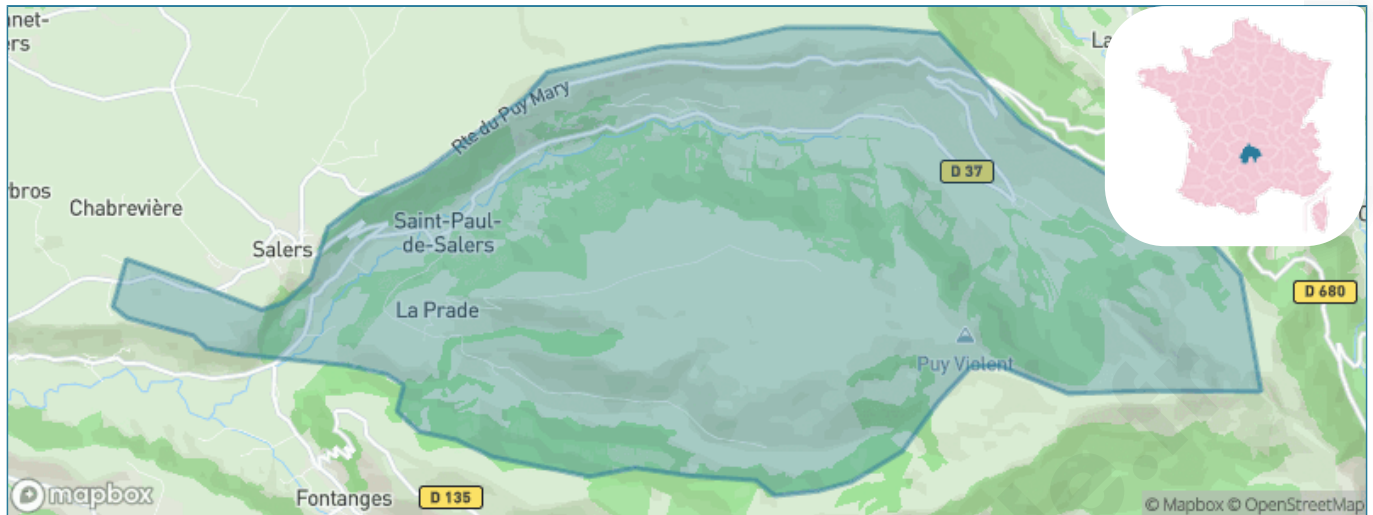 anet-
ers
La
Rte du Puy Mary
D 37
bros
Chabrevière
Saint-Paul-
de-Salers
Salers
D 680
La Prade
Puy Violent
Fontanges
D 135
mapbox
© Mapbox © OpenStreetMap